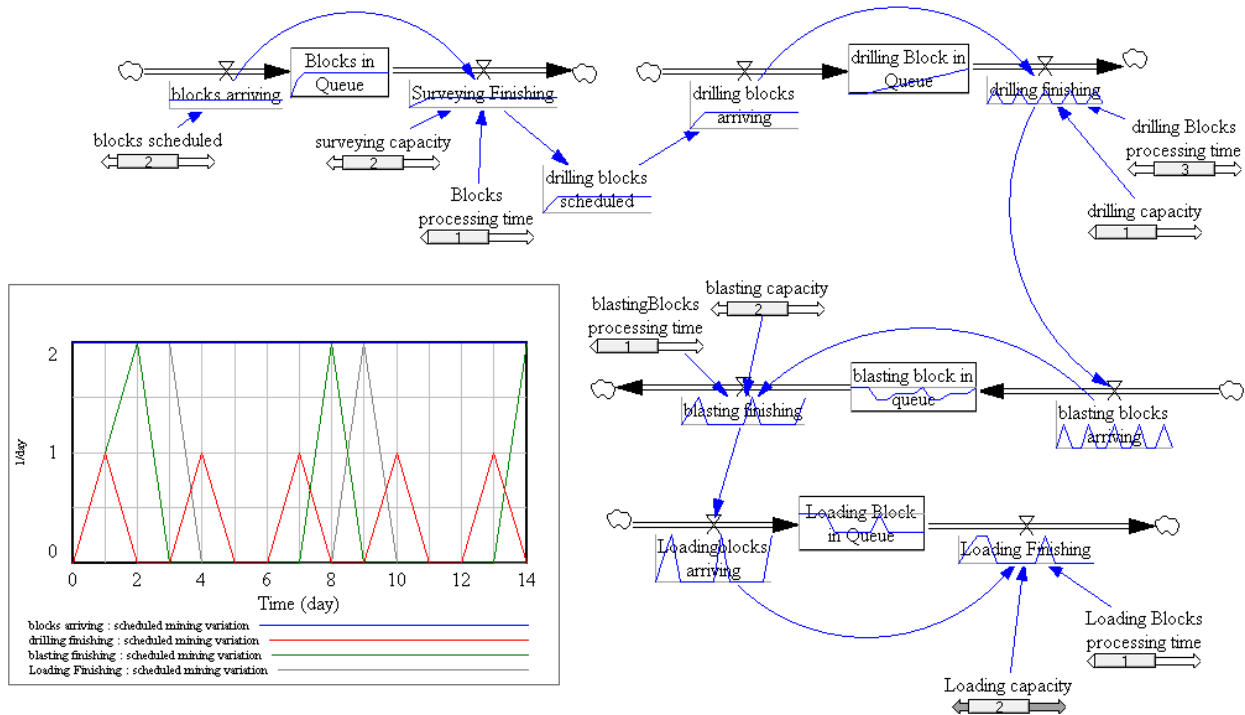 Blocks in
Queue
blocks arriving
Surveying Finishing
blocks scheduled
2
surveying capacity
2
Blocks
processing time
1
drilling blocks
scheduled
drilling blocks
arriving
drilling Block in
Queue
drilling finishing
drilling Blocks
processing time
3
drilling capacity
1
blasting capacity
2
blastingBlocks
processing time
1
blasting finishing
blasting block in
queue
blasting blocks
arriving
Loadingblocks
arriving
Loading Block
in Queue
Loading Finishing
Loading Blocks
processing time
1
Loading capacity
2
2
1
0
1/day
0 2 4 6 8 10 12 14
Time (day)
blocks arriving : scheduled mining variation
drilling finishing : scheduled mining variation
blasting finishing : scheduled mining variation
Loading Finishing : scheduled mining variation